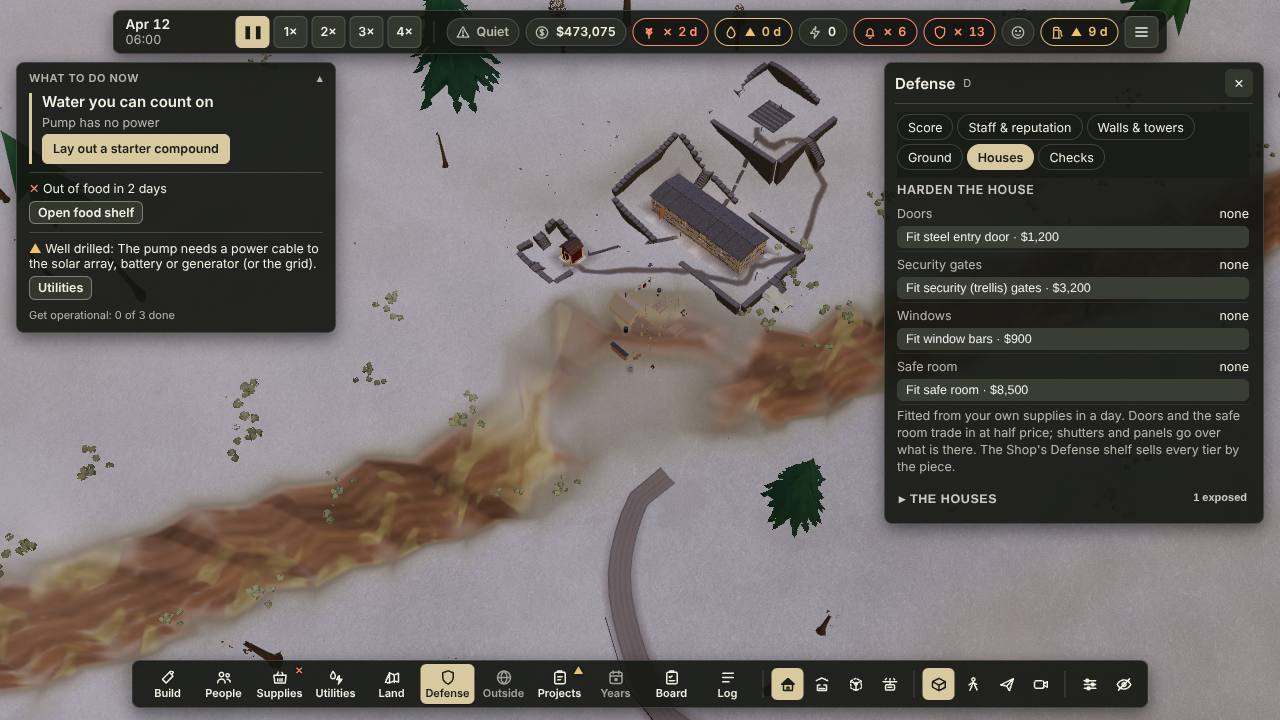 Apr 12
06:00
1×
2×
3×
4×
Quiet
$473,075
× 2 d
0 d
0
× 6
× 13
9 d
WHAT TO DO NOW
Water you can count on
Pump has no power
Lay out a starter compound
× Out of food in 2 days
Open food shelf
Well drilled: The pump needs a power cable to
the solar array, battery or generator (or the grid).
Utilities
Get operational: 0 of 3 done
Defense D
Score
Staff & reputation
Walls & towers
Ground
Houses
Checks
HARDEN THE HOUSE
Doors none
Fit steel entry door · $1,200
Security gates none
Fit security (trellis) gates · $3,200
Windows none
Fit window bars · $900
Safe room none
Fit safe room · $8,500
Fitted from your own supplies in a day. Doors and the safe
room trade in at half price; shutters and panels go over
what is there. The Shop's Defense shelf sells every tier by
the piece.
THE HOUSES 1 exposed
Build
People
Supplies
Utilities
Land
Defense
Outside
Projects
Years
Board
Log